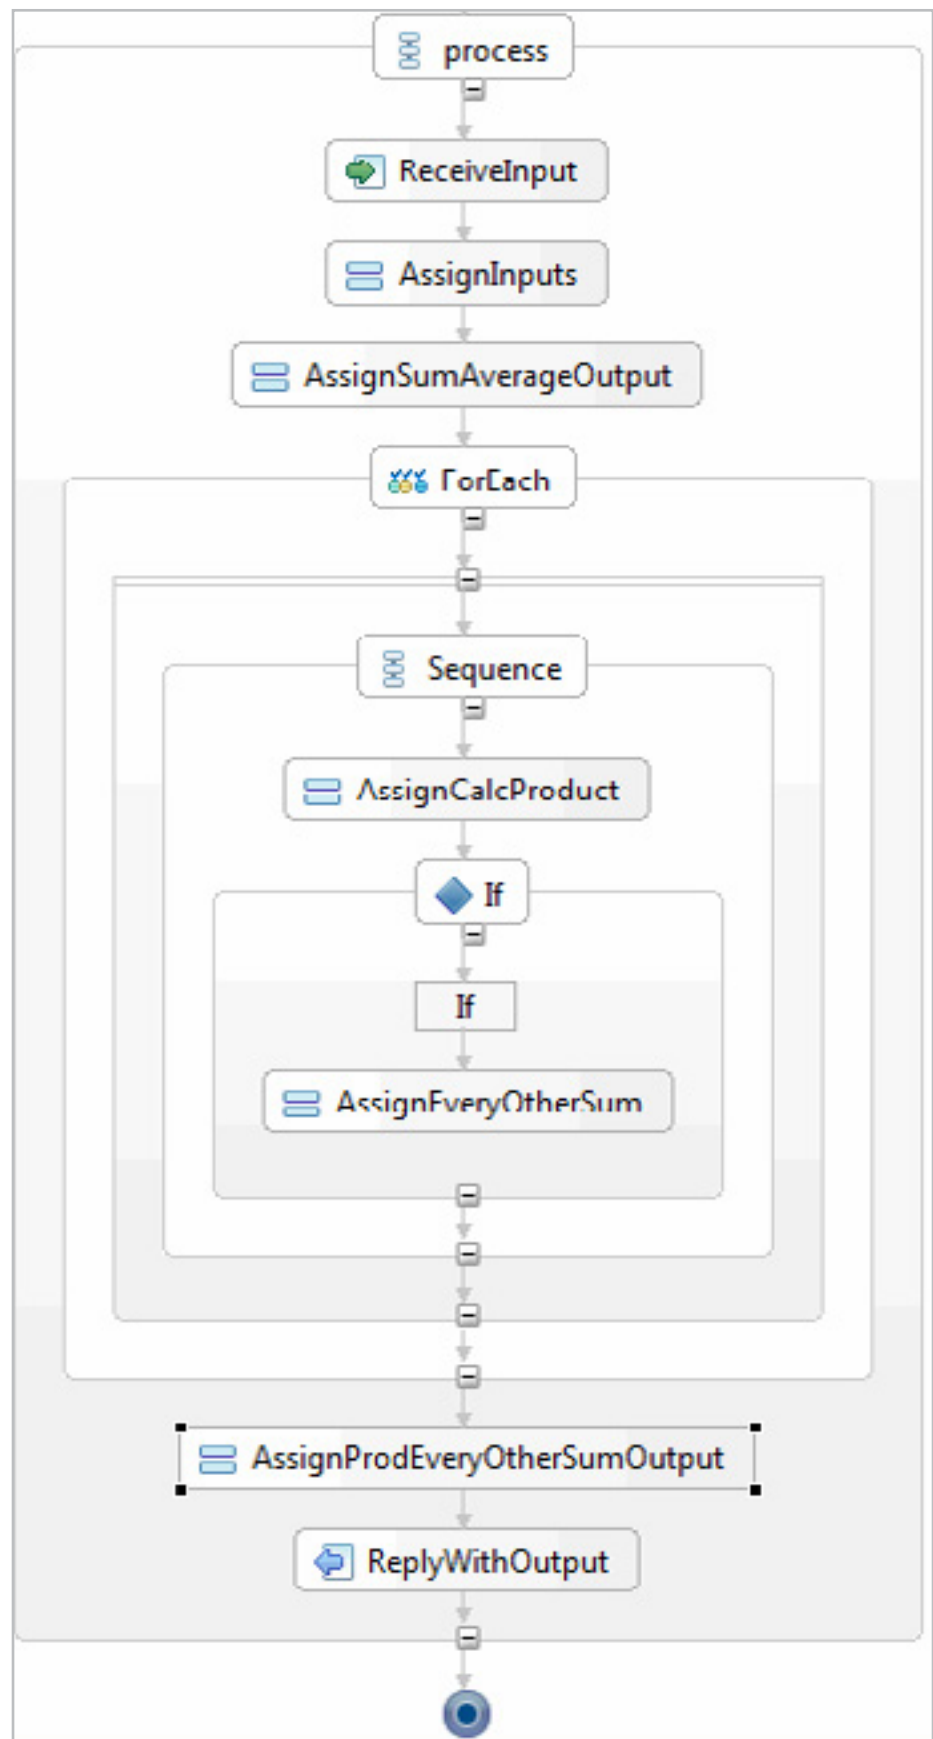 process
ReceiveInput
AssignInputs
AssignSumAverageOutput
ForEach
Sequence
AssignCalcProduct
If
If
AssignEveryOtherSum
AssignProdEveryOtherSumOutput
ReplyWithOutput